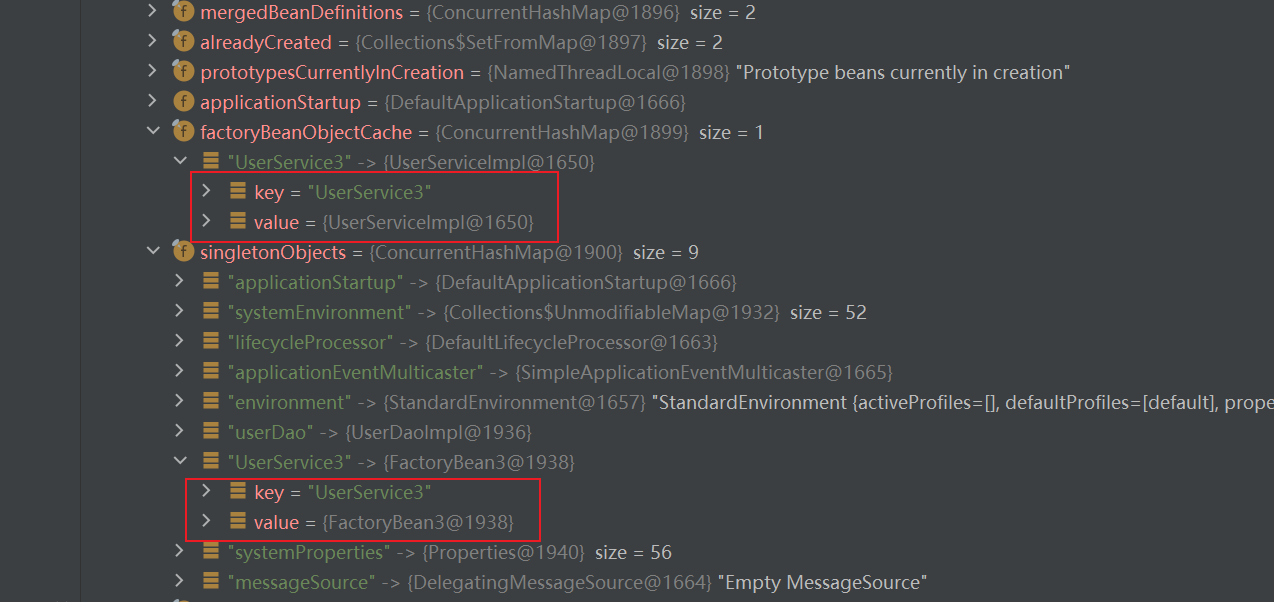 f mergedBeanDefinitions = {ConcurrentHashMap@1896} size = 2
f alreadyCreated = {Collections$SetFromMap@1897} size = 2
f prototypesCurrentlyInCreation = {NamedThreadLocal@1898} "Prototype beans currently in creation"
f applicationStartup = {DefaultApplicationStartup@1666}
f factoryBeanObjectCache = {ConcurrentHashMap@1899} size = 1
"UserService3" -> {UserServiceImpl@1650}
key = "UserService3"
value = {UserServiceImpl@1650}
f singletonObjects = {ConcurrentHashMap@1900} size = 9
"applicationStartup" -> {DefaultApplicationStartup@1666}
"systemEnvironment" -> {Collections$UnmodifiableMap@1932} size = 52
"lifecycleProcessor" -> {DefaultLifecycleProcessor@1663}
"applicationEventMulticaster" -> {SimpleApplicationEventMulticaster@1665}
"environment" -> {StandardEnvironment@1657} "StandardEnvironment {activeProfiles=[], defaultProfiles=[default], prope
"userDao" -> {UserDaoImpl@1936}
"UserService3" -> {FactoryBean3@1938}
key = "UserService3"
value = {FactoryBean3@1938}
"systemProperties" -> {Properties@1940} size = 56
"messageSource" -> {DelegatingMessageSource@1664} "Empty MessageSource"